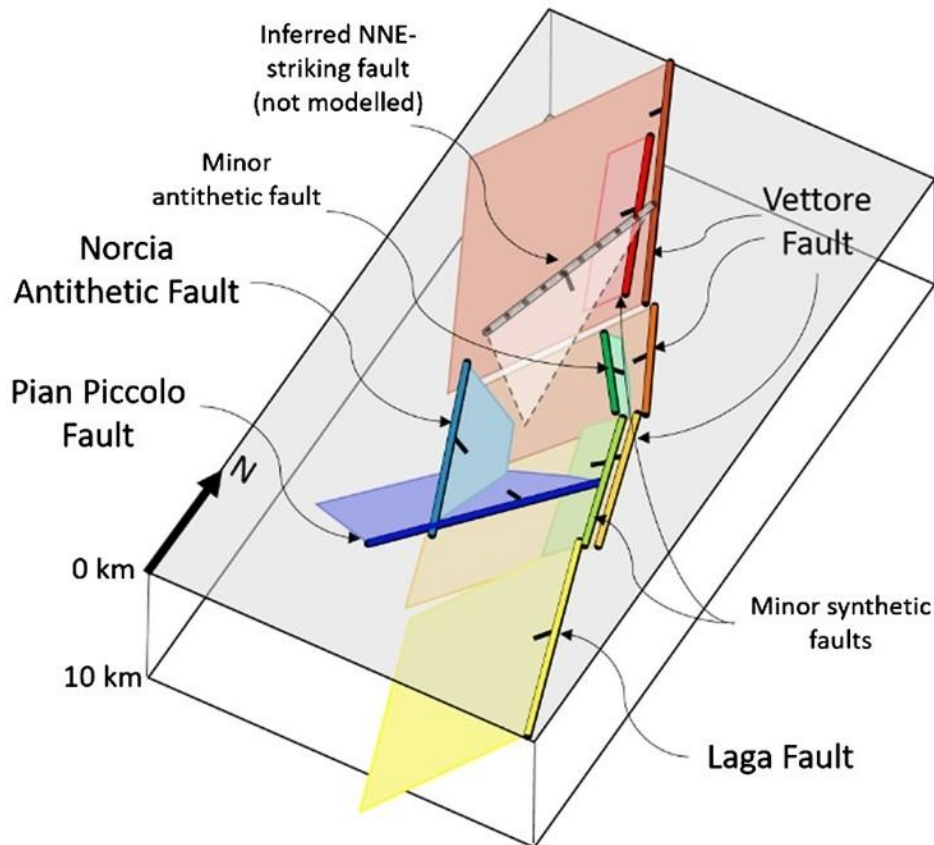 Inferred NNE-
striking fault
(not modelled)
Minor
antithetic fault
Norcia
Antithetic Fault
Pian Piccolo
Fault
Vettore
Fault
N
0 km
10 km
Minor synthetic
faults
Laga Fault